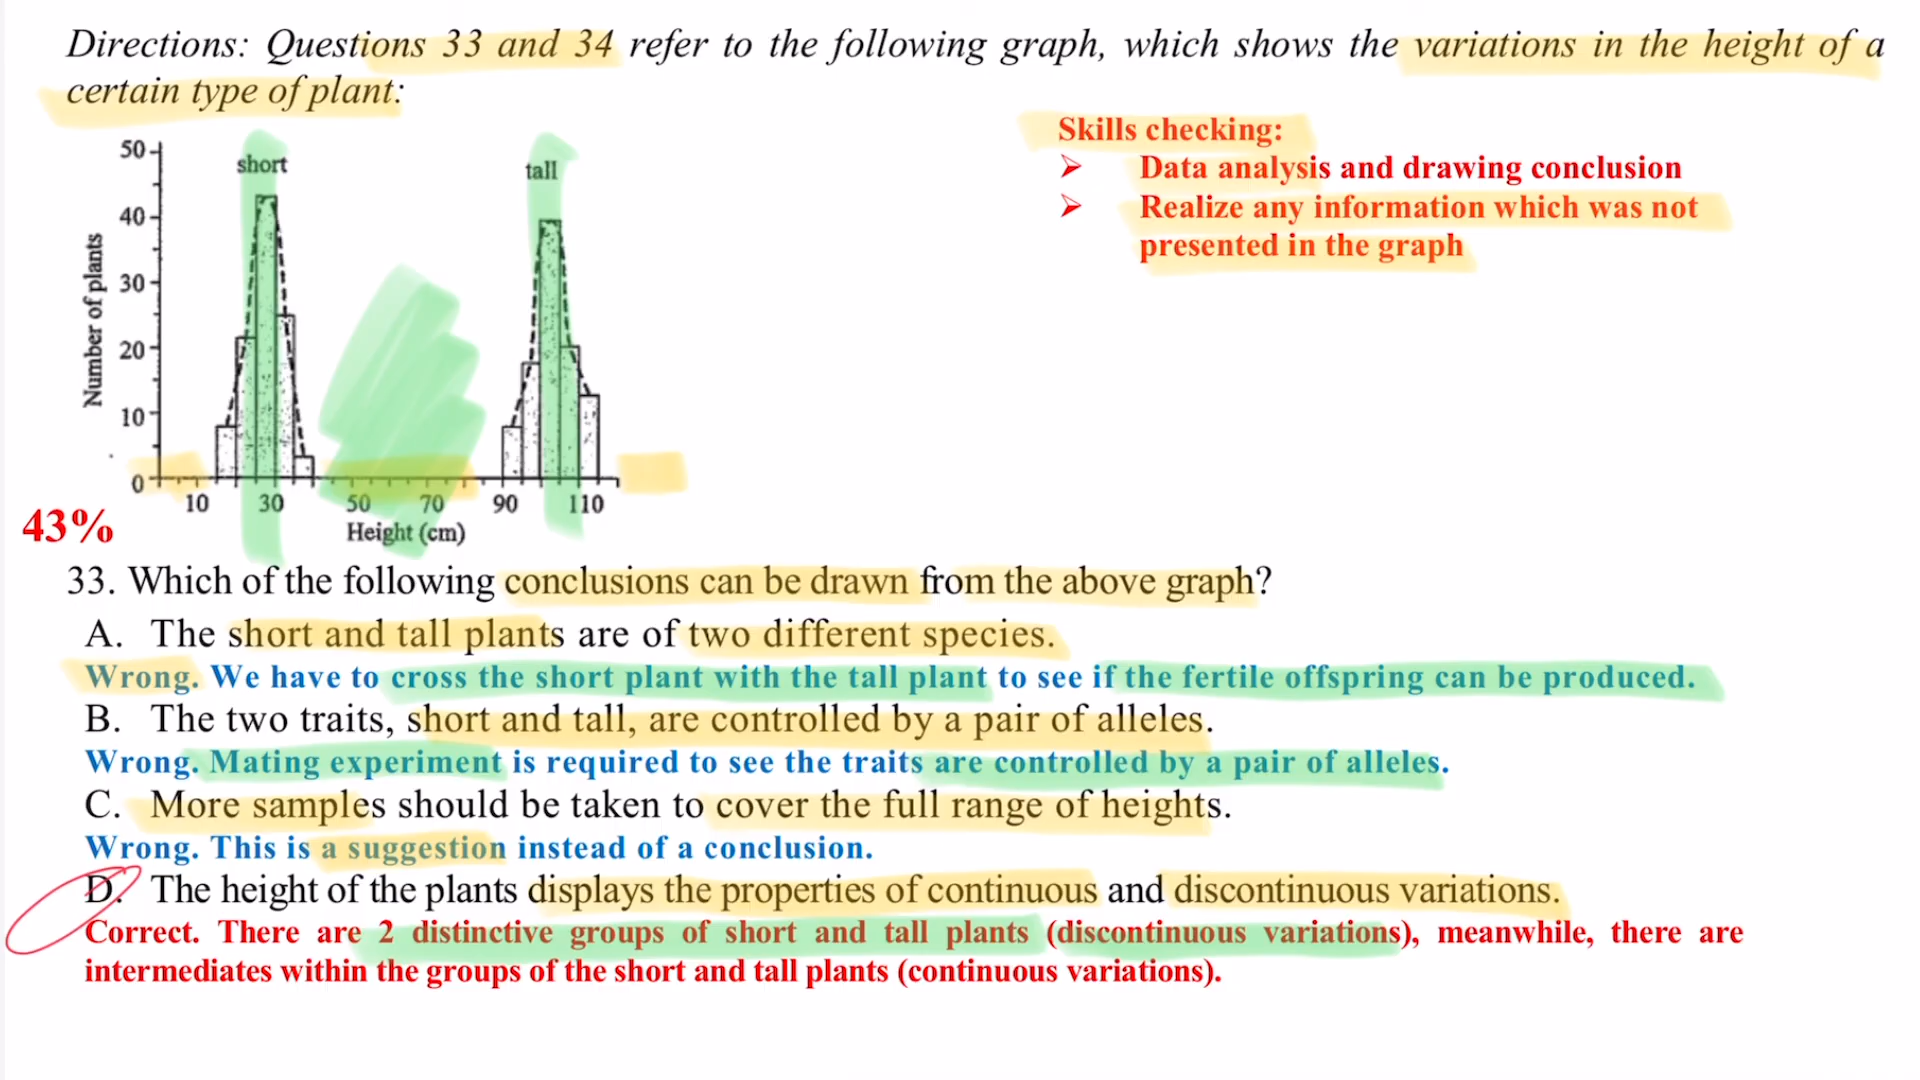 Directions: Questions 33 and 34 refer to the following graph, which shows the variations in the height of a
certain type of plant:
Skills checking:
➢ Data analysis and drawing conclusion
➢ Realize any information which was not
presented in the graph
short
tall
Number of plants
50
40
30
20
10
0
10 30 50 70 90 110
Height (cm)
43%
33. Which of the following conclusions can be drawn from the above graph?
A. The short and tall plants are of two different species.
Wrong. We have to cross the short plant with the tall plant to see if the fertile offspring can be produced.
B. The two traits, short and tall, are controlled by a pair of alleles.
Wrong. Mating experiment is required to see the traits are controlled by a pair of alleles.
C. More samples should be taken to cover the full range of heights.
Wrong. This is a suggestion instead of a conclusion.
D. The height of the plants displays the properties of continuous and discontinuous variations.
Correct. There are 2 distinctive groups of short and tall plants (discontinuous variations), meanwhile, there are
intermediates within the groups of the short and tall plants (continuous variations).